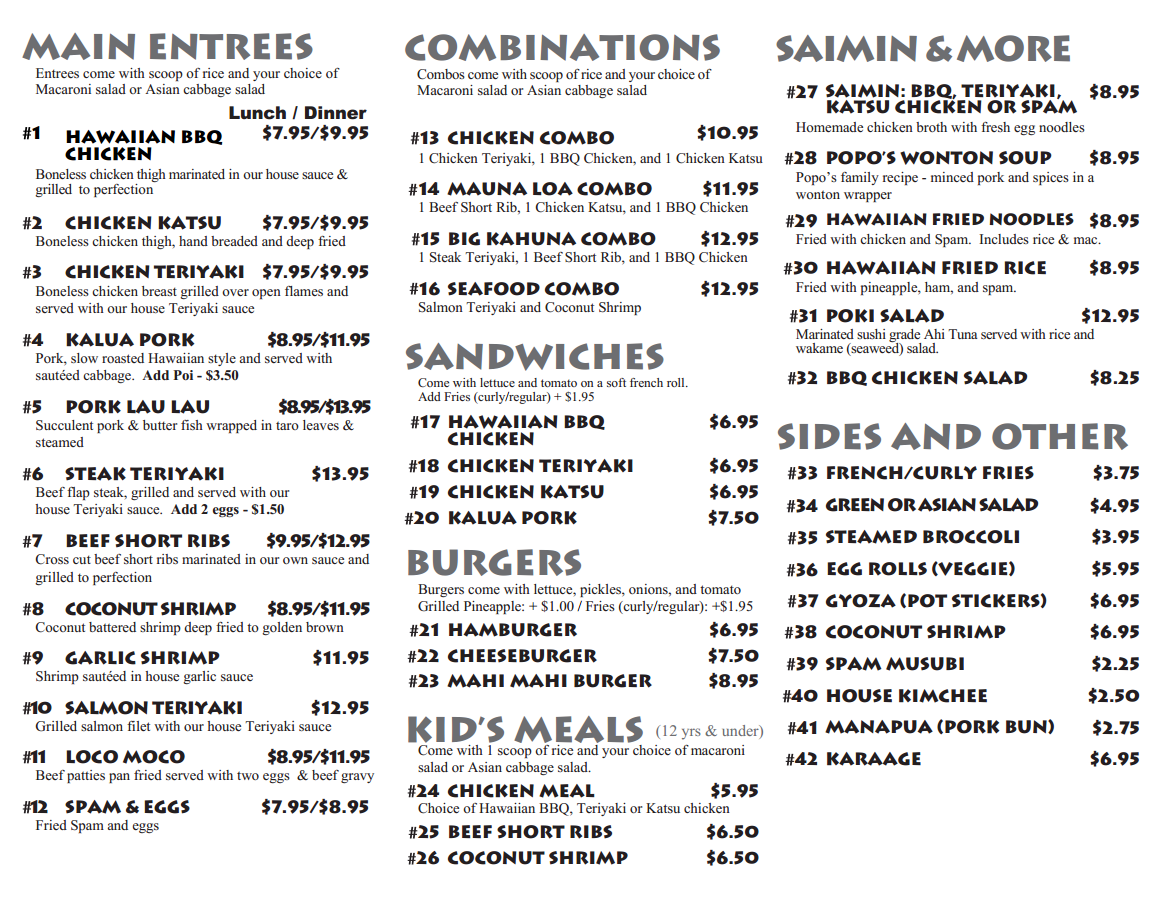 MAIN ENTREES
Entrees come with scoop of rice and your choice of
Macaroni salad or Asian cabbage salad
Lunch / Dinner
#1 HAWAIIAN BBQ $7.95/$9.95
CHICKEN
Boneless chicken thigh marinated in our house sauce &
grilled to perfection
#2 CHICKEN KATSU $7.95/$9.95
Boneless chicken thigh, hand breaded and deep fried
#3 CHICKEN TERIYAKI $7.95/$9.95
Boneless chicken breast grilled over open flames and
served with our house Teriyaki sauce
#4 KALUA PORK $8.95/$11.95
Pork, slow roasted Hawaiian style and served with
sautéed cabbage. Add Poi - $3.50
#5 PORK LAU LAU $8.95/$13.95
Succulent pork & butter fish wrapped in taro leaves &
steamed
#6 STEAK TERIYAKI $13.95
Beef flap steak, grilled and served with our
house Teriyaki sauce. Add 2 eggs - $1.50
#7 BEEF SHORT RIBS $9.95/$12.95
Cross cut beef short ribs marinated in our own sauce and
grilled to perfection
#8 COCONUT SHRIMP $8.95/$11.95
Coconut battered shrimp deep fried to golden brown
#9 GARLIC SHRIMP $11.95
Shrimp sautéed in house garlic sauce
#10 SALMON TERIYAKI $12.95
Grilled salmon filet with our house Teriyaki sauce
#11 LOCO MOCO $8.95/$11.95
Beef patties pan fried served with two eggs & beef gravy
#12 SPAM & EGGS $7.95/$8.95
Fried Spam and eggs
COMBINATIONS
Combos come with scoop of rice and your choice of
Macaroni salad or Asian cabbage salad
#13 CHICKEN COMBO $10.95
1 Chicken Teriyaki, 1 BBQ Chicken, and 1 Chicken Katsu
#14 MAUNA LOA COMBO $11.95
1 Beef Short Rib, 1 Chicken Katsu, and 1 BBQ Chicken
#15 BIG KAHUNA COMBO $12.95
1 Steak Teriyaki, 1 Beef Short Rib, and 1 BBQ Chicken
#16 SEAFOOD COMBO $12.95
Salmon Teriyaki and Coconut Shrimp
SANDWICHES
Come with lettuce and tomato on a soft french roll.
Add Fries (curly/regular) + $1.95
#17 HAWAIIAN BBQ $6.95
CHICKEN
#18 CHICKEN TERIYAKI $6.95
#19 CHICKEN KATSU $6.95
#20 KALUA PORK $7.50
BURGERS
Burgers come with lettuce, pickles, onions, and tomato
Grilled Pineapple: + $1.00 / Fries (curly/regular): +$1.95
#21 HAMBURGER $6.95
#22 CHEESEBURGER $7.50
#23 MAHI MAHI BURGER $8.95
KID'S MEALS (12 yrs & under)
Come with 1 scoop of rice and your choice of macaroni
salad or Asian cabbage salad.
#24 CHICKEN MEAL $5.95
Choice of Hawaiian BBQ, Teriyaki or Katsu chicken
#25 BEEF SHORT RIBS $6.50
#26 COCONUT SHRIMP $6.50
SAIMIN & MORE
#27 SAIMIN: BBQ, TERIYAKI, $8.95
KATSU CHICKEN OR SPAM
Homemade chicken broth with fresh egg noodles
#28 POPO'S WONTON SOUP $8.95
Popo's family recipe - minced pork and spices in a
wonton wrapper
#29 HAWAIIAN FRIED NOODLES $8.95
Fried with chicken and Spam. Includes rice & mac.
#30 HAWAIIAN FRIED RICE $8.95
Fried with pineapple, ham, and spam.
#31 POKI SALAD $12.95
Marinated sushi grade Ahi Tuna served with rice and
wakame (seaweed) salad.
#32 BBQ CHICKEN SALAD $8.25
SIDES AND OTHER
#33 FRENCH/CURLY FRIES $3.75
#34 GREEN OR ASIAN SALAD $4.95
#35 STEAMED BROCCOLI $3.95
#36 EGG ROLLS (VEGGIE) $5.95
#37 GYOZA (POT STICKERS) $6.95
#38 COCONUT SHRIMP $6.95
#39 SPAM MUSUBI $2.25
#40 HOUSE KIMCHEE $2.50
#41 MANAPUA (PORK BUN) $2.75
#42 KARAAGE $6.95